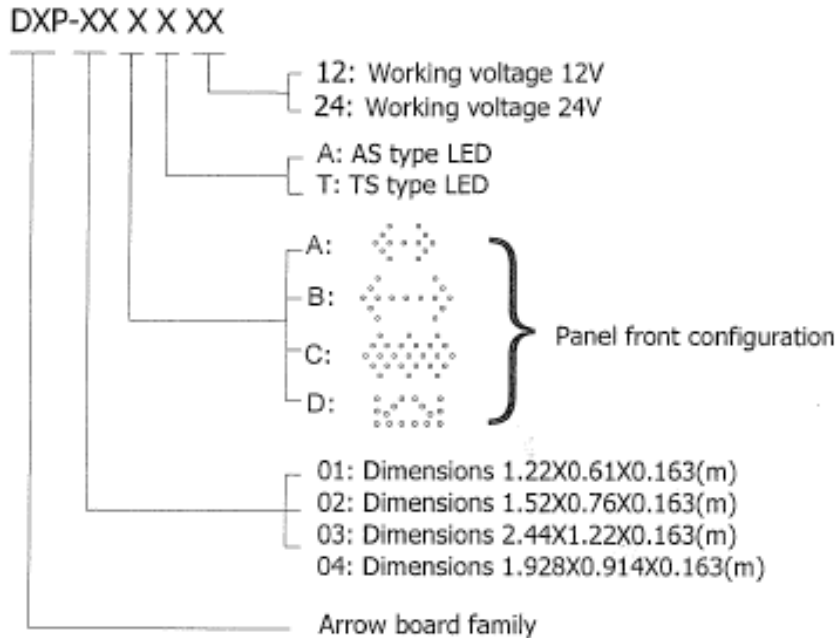 DXP-XX X X XX
12: Working voltage 12V
24: Working voltage 24V
A: AS type LED
T: TS type LED
A:
B:
Panel front configuration
C:
D:
01: Dimensions 1.22X0.61X0.163(m)
02: Dimensions 1.52X0.76X0.163(m)
03: Dimensions 2.44X1.22X0.163(m)
04: Dimensions 1.928X0.914X0.163(m)
Arrow board family